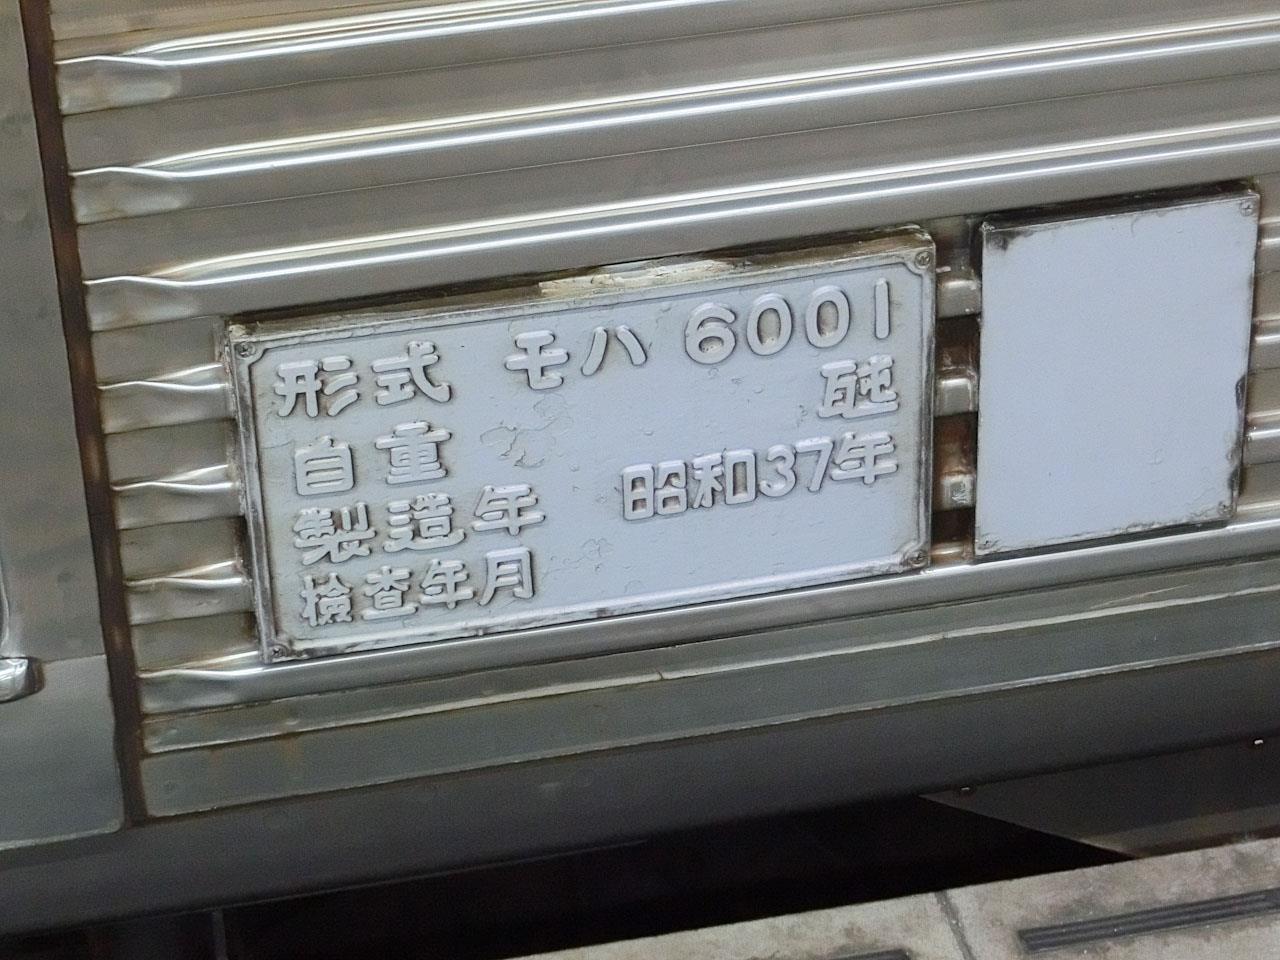 形式 モハ 6001
自重
製造年 昭和37年
検査年月